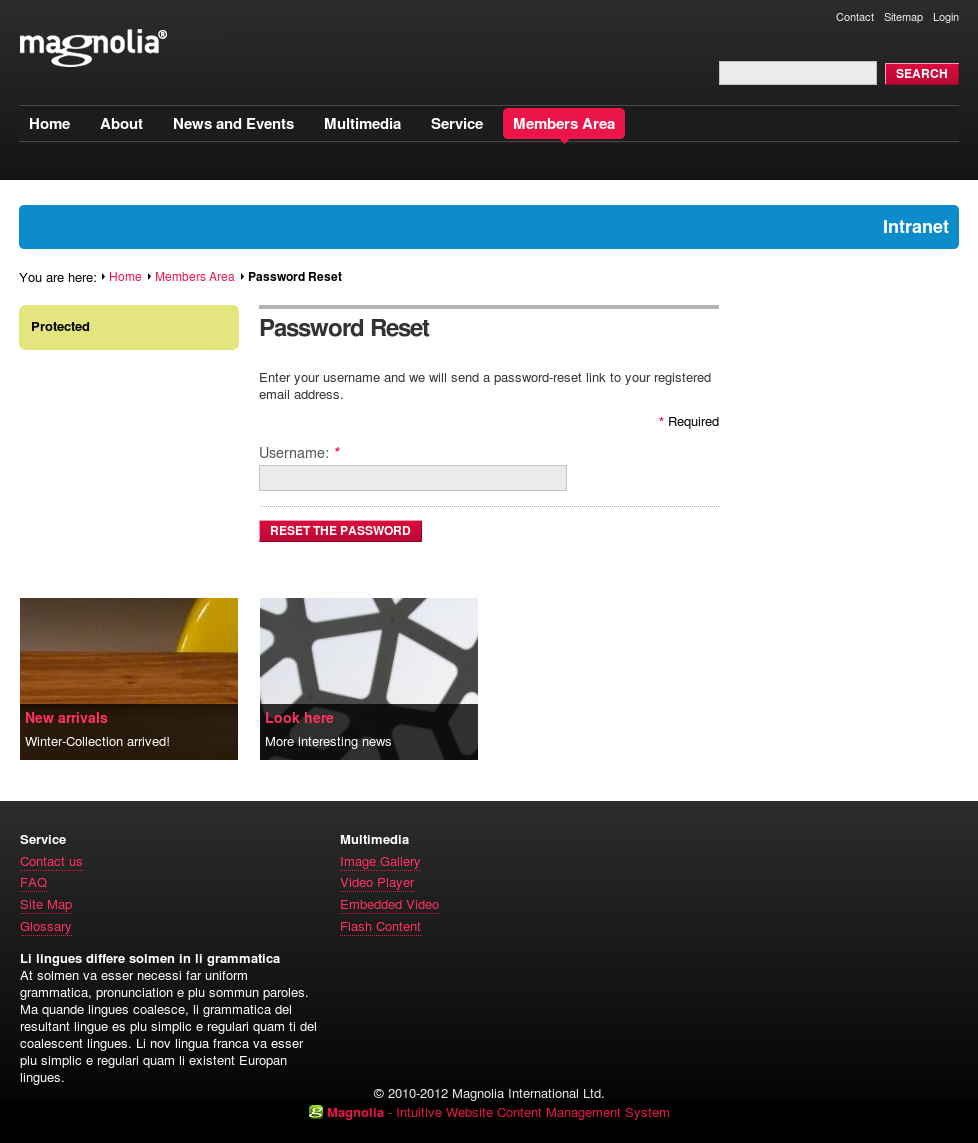 Contact Sitemap Login
magnolia®
SEARCH
Home About News and Events Multimedia Service Members Area
Intranet
You are here: Home Members Area Password Reset
Protected
Password Reset
Enter your username and we will send a password-reset link to your registered
email address.
* Required
Username: *
RESET THE PASSWORD
New arrivals
Winter-Collection arrived!
Look here
More interesting news
Service
Contact us
FAQ
Site Map
Glossary
Multimedia
Image Gallery
Video Player
Embedded Video
Flash Content
Li lingues differe solmen in li grammatica
At solmen va esser necessi far uniform
grammatica, pronunciation e plu sommun paroles.
Ma quande lingues coalesce, li grammatica del
resultant lingue es plu simplic e regulari quam ti del
coalescent lingues. Li nov lingua franca va esser
plu simplic e regulari quam li existent Europan
lingues.
© 2010-2012 Magnolia International Ltd.
Magnolia - Intuitive Website Content Management System